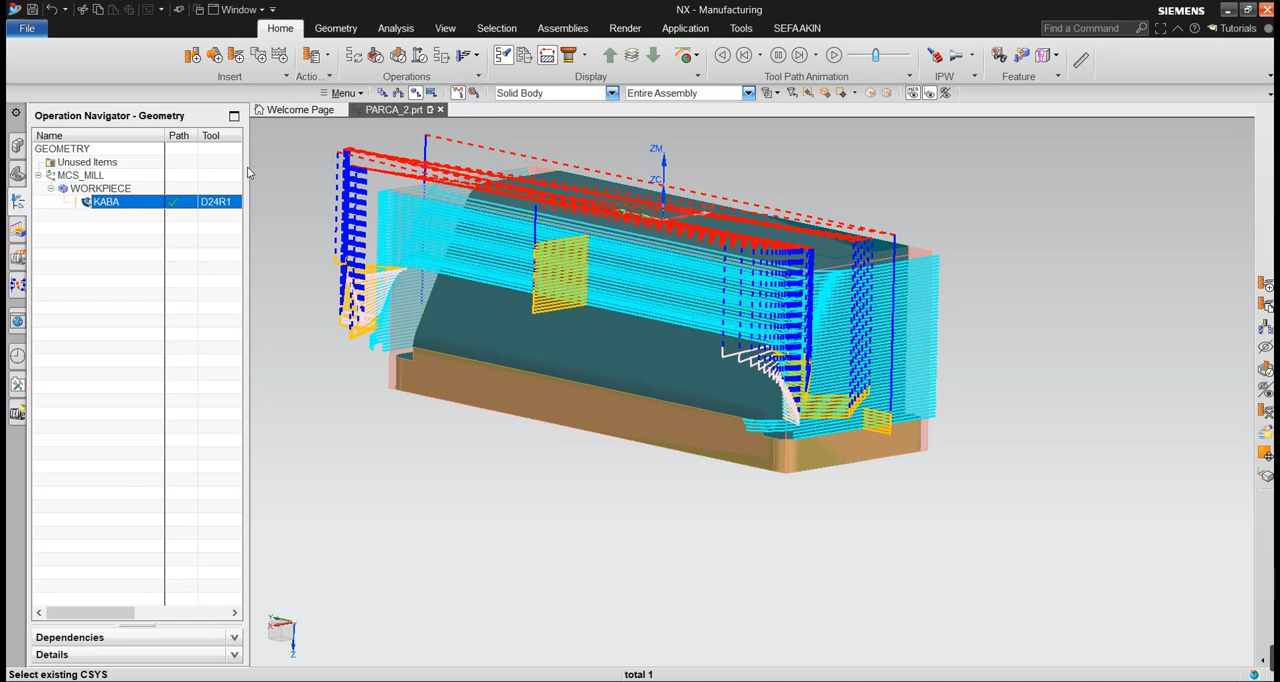 Window
NX - Manufacturing
SIEMENS
File
Home
Geometry
Analysis
View
Selection
Assemblies
Render
Application
Tools
SEFAAKIN
Find a Command
Tutorials
Insert
Actio...
Operations
Display
Tool Path Animation
IPW
Feature
Menu
Solid Body
Entire Assembly
Operation Navigator - Geometry
Welcome Page
PARCA_2.prt
Name
Path
Tool
GEOMETRY
Unused Items
MCS_MILL
WORKPIECE
KABA
D24R1
ZM
ZC
Y
X
Z
Dependencies
Details
Select existing CSYS
total 1